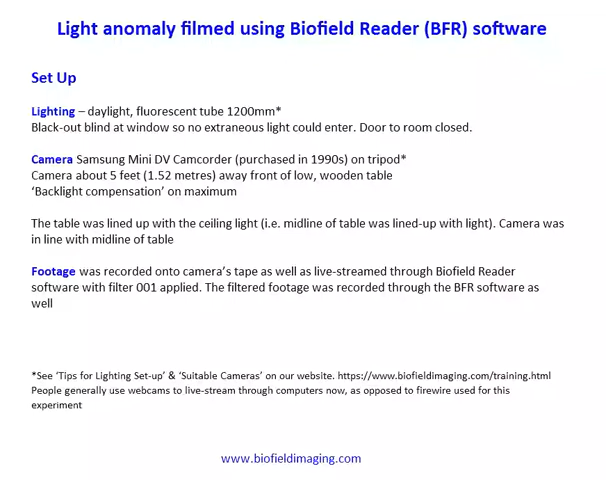 Light anomaly filmed using Biofield Reader (BFR) software
Set Up
Lighting – daylight, fluorescent tube 1200mm*
Black-out blind at window so no extraneous light could enter. Door to room closed.
Camera Samsung Mini DV Camcorder (purchased in 1990s) on tripod*
Camera about 5 feet (1.52 metres) away front of low, wooden table
‘Backlight compensation’ on maximum
The table was lined up with the ceiling light (i.e. midline of table was lined-up with light). Camera was
in line with midline of table
Footage was recorded onto camera’s tape as well as live-streamed through Biofield Reader
software with filter 001 applied. The filtered footage was recorded through the BFR software as
well
*See ‘Tips for Lighting Set-up’ & ‘Suitable Cameras’ on our website. https://www.biofieldimaging.com/training.html
People generally use webcams to live-stream through computers now, as opposed to firewire used for this
experiment
www.biofieldimaging.com